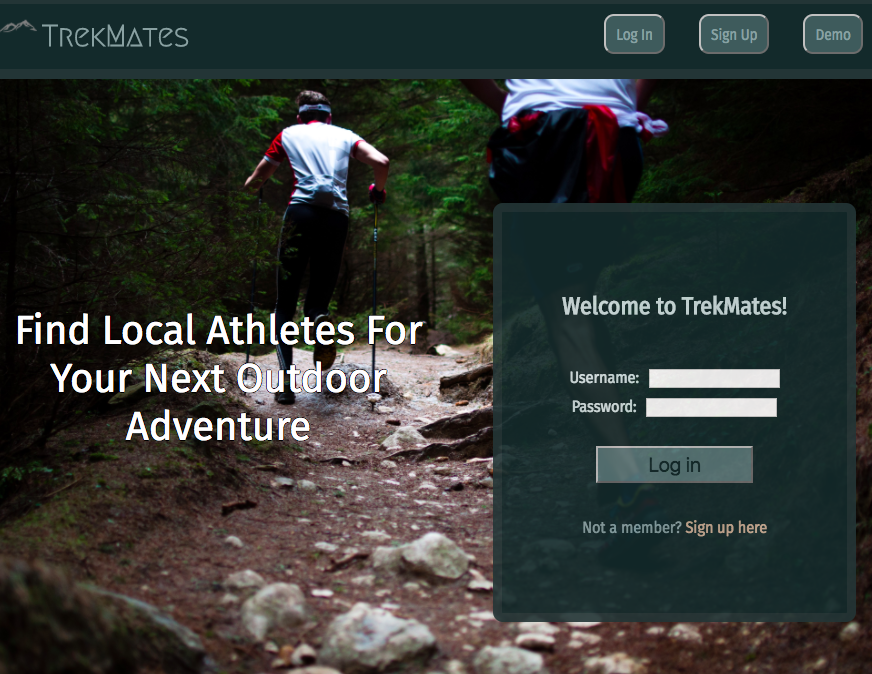 TrekMates
Log In
Sign Up
Demo
Find Local Athletes For
Your Next Outdoor
Adventure
Welcome to TrekMates!
Username:
Password:
Log in
Not a member? Sign up here